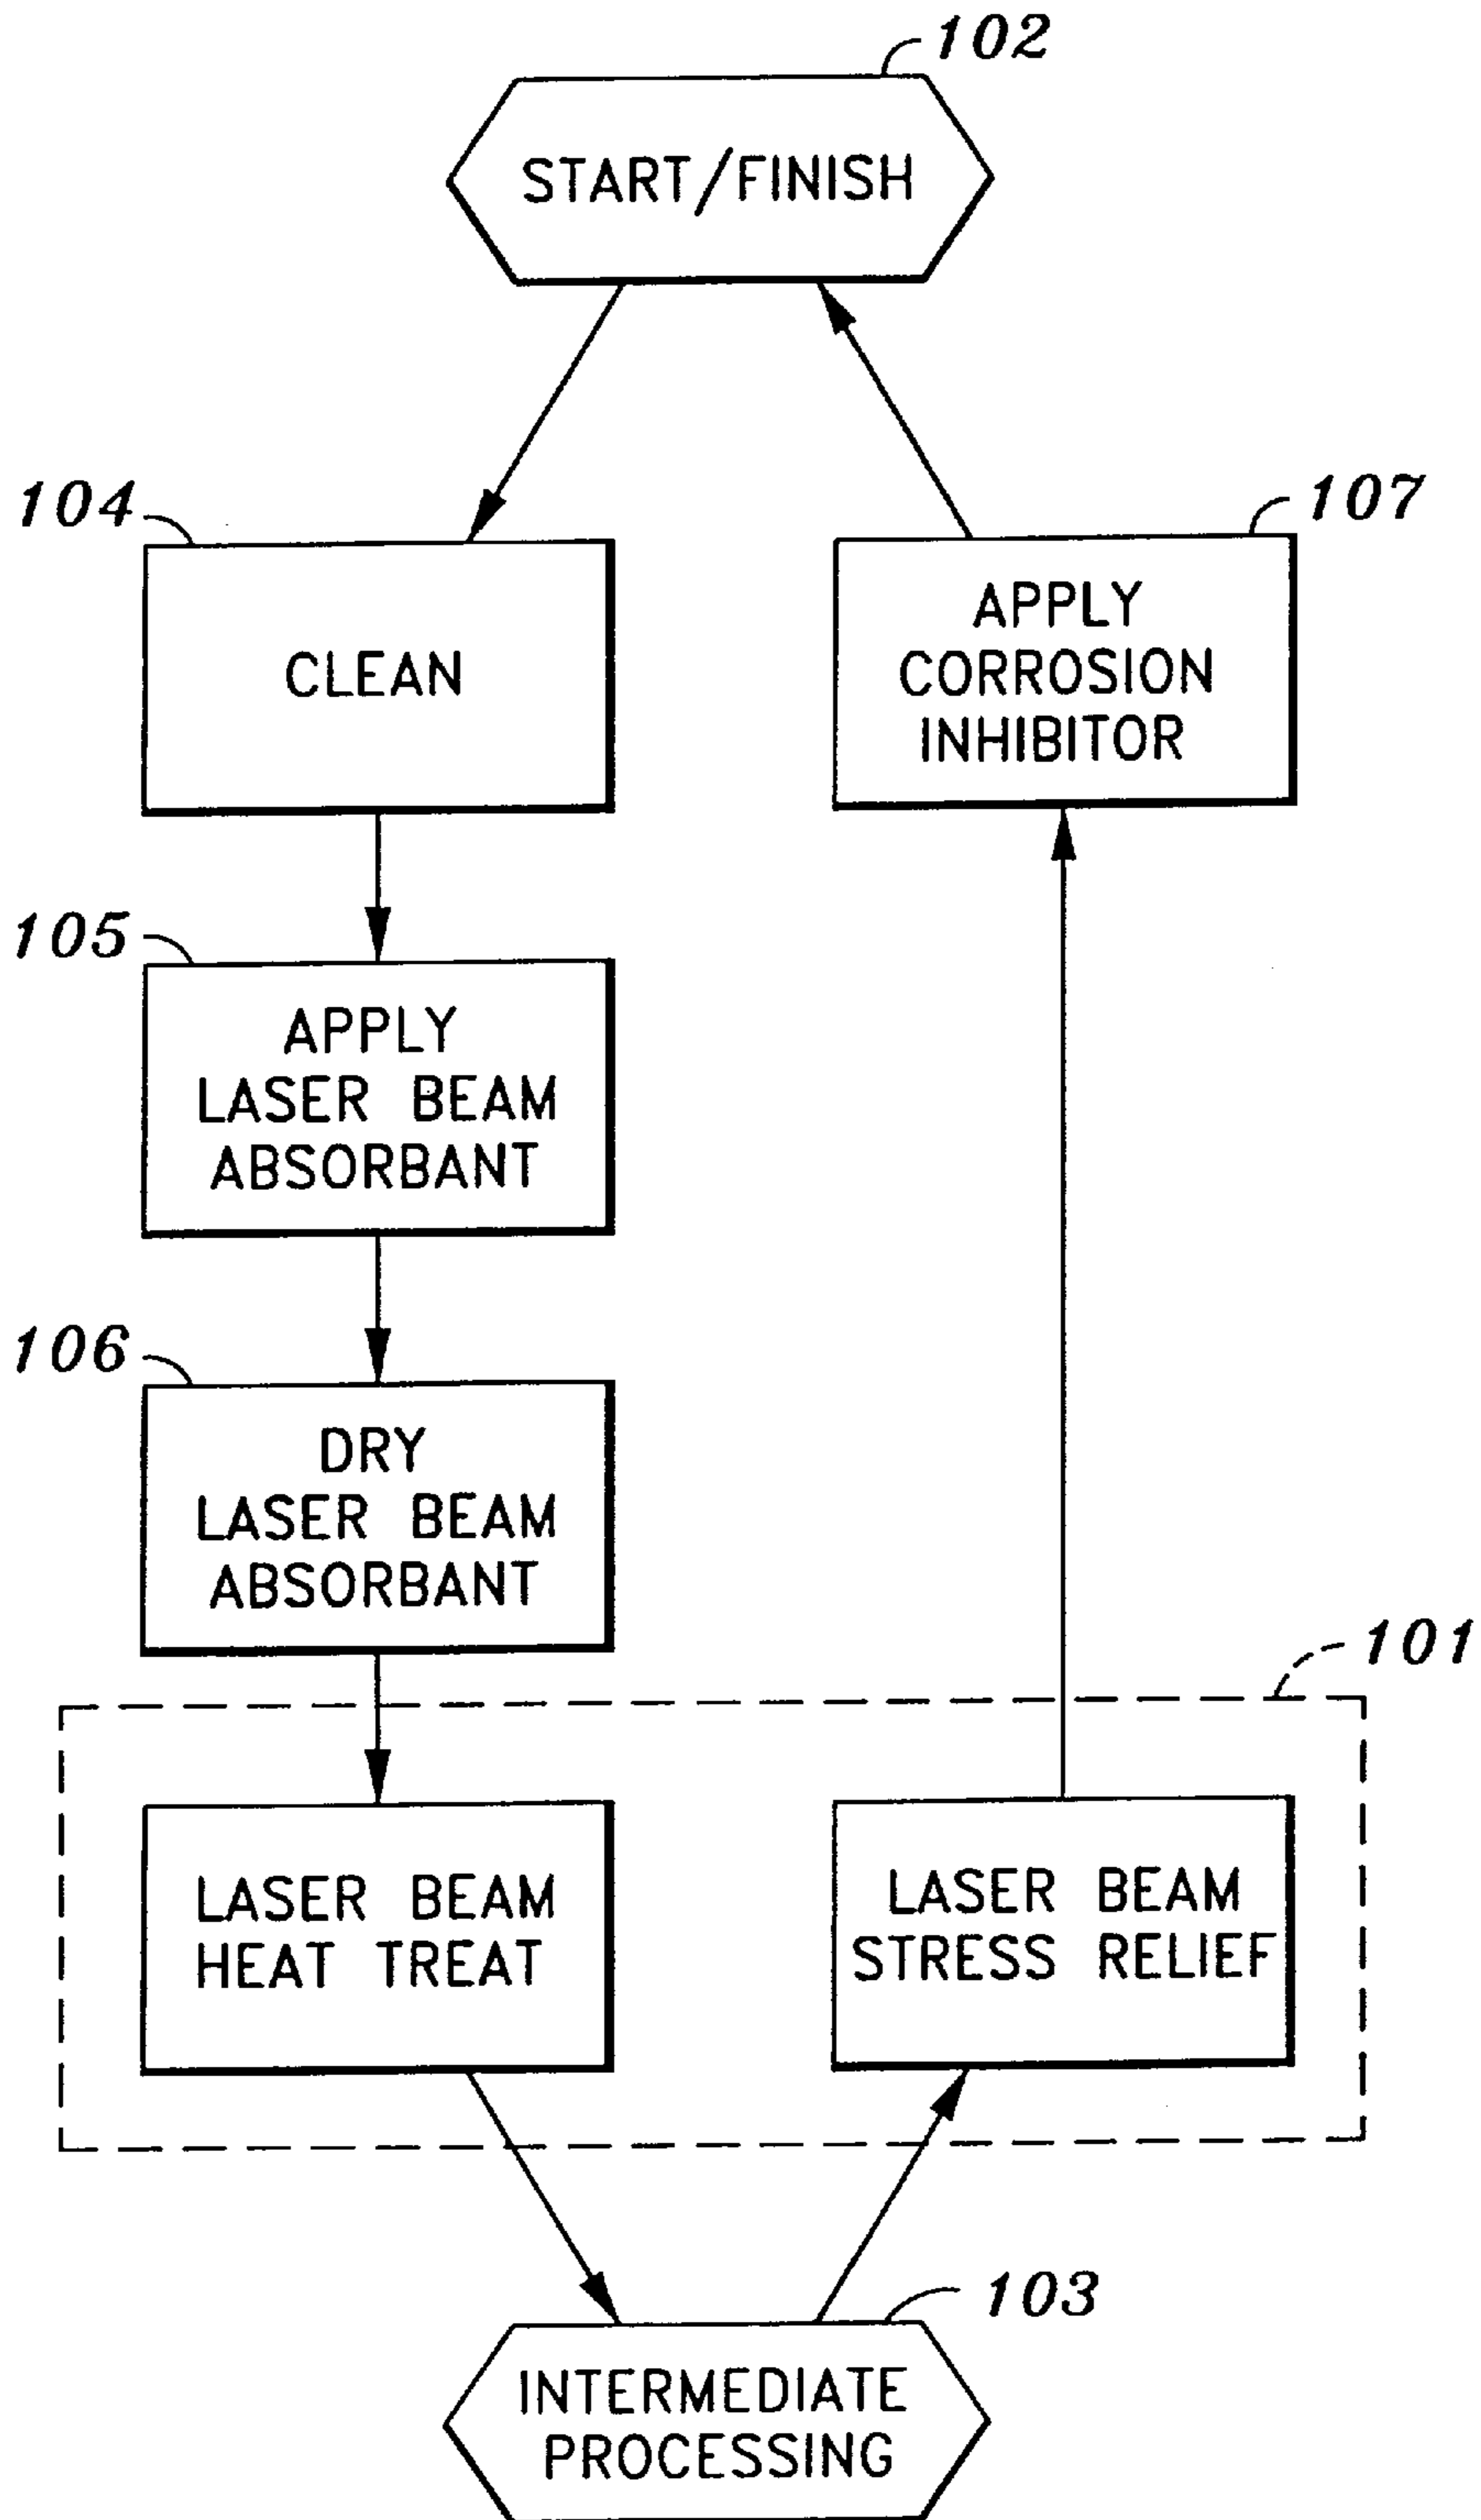 102
START/FINISH
104
CLEAN
107
APPLY
CORROSION
INHIBITOR
105
APPLY
LASER BEAM
ABSORBANT
106
DRY
LASER BEAM
ABSORBANT
101
LASER BEAM
HEAT TREAT
LASER BEAM
STRESS RELIEF
103
INTERMEDIATE
PROCESSING